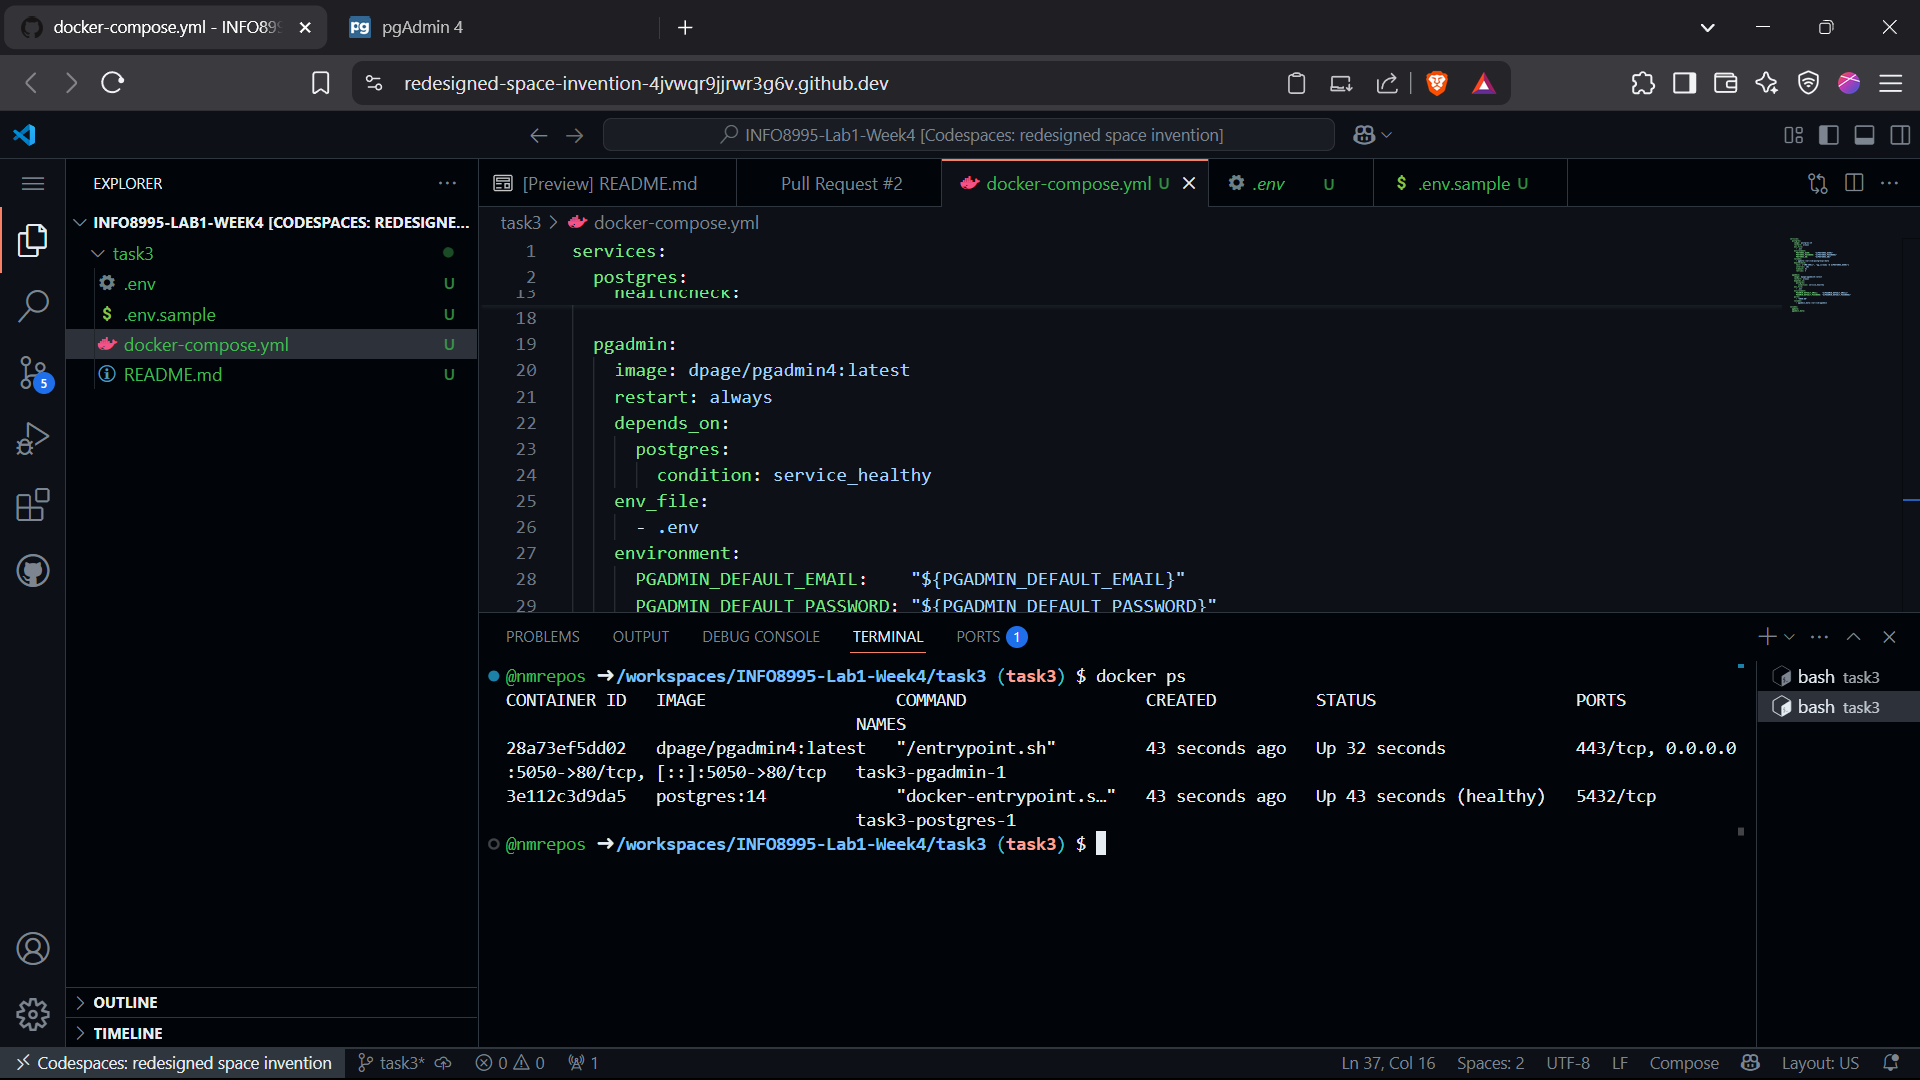 docker-compose.yml - INFO899
pgAdmin 4
redesigned-space-invention-4jvwqr9jjrwr3g6v.github.dev
INFO8995-Lab1-Week4 [Codespaces: redesigned space invention]
EXPLORER
[Preview] README.md
Pull Request #2
docker-compose.yml U
.env U
.env.sample U
INFO8995-LAB1-WEEK4 [CODESPACES: REDESIGNE...
task3
.env U
.env.sample U
docker-compose.yml U
README.md U
5
task3 > docker-compose.yml
1 services:
2 postgres:
13 healthcheck:
18
19 pgadmin:
20 image: dpage/pgadmin4:latest
21 restart: always
22 depends_on:
23 postgres:
24 condition: service_healthy
25 env_file:
26 - .env
27 environment:
28 PGADMIN_DEFAULT_EMAIL: "${PGADMIN_DEFAULT_EMAIL}"
29 PGADMIN_DEFAULT_PASSWORD: "${PGADMIN_DEFAULT_PASSWORD}"
PROBLEMS OUTPUT DEBUG CONSOLE TERMINAL PORTS 1
@nmrepos ➜ /workspaces/INFO8995-Lab1-Week4/task3 (task3) $ docker ps
CONTAINER ID IMAGE COMMAND CREATED STATUS PORTS
NAMES
28a73ef5dd02 dpage/pgadmin4:latest "/entrypoint.sh" 43 seconds ago Up 32 seconds 443/tcp, 0.0.0.0
:5050->80/tcp, [::]:5050->80/tcp task3-pgadmin-1
3e112c3d9da5 postgres:14 "docker-entrypoint.s…" 43 seconds ago Up 43 seconds (healthy) 5432/tcp
task3-postgres-1
@nmrepos ➜ /workspaces/INFO8995-Lab1-Week4/task3 (task3) $
bash task3
bash task3
OUTLINE
TIMELINE
Codespaces: redesigned space invention
task3*
0 0
1
Ln 37, Col 16
Spaces: 2
UTF-8
LF
Compose
Layout: US